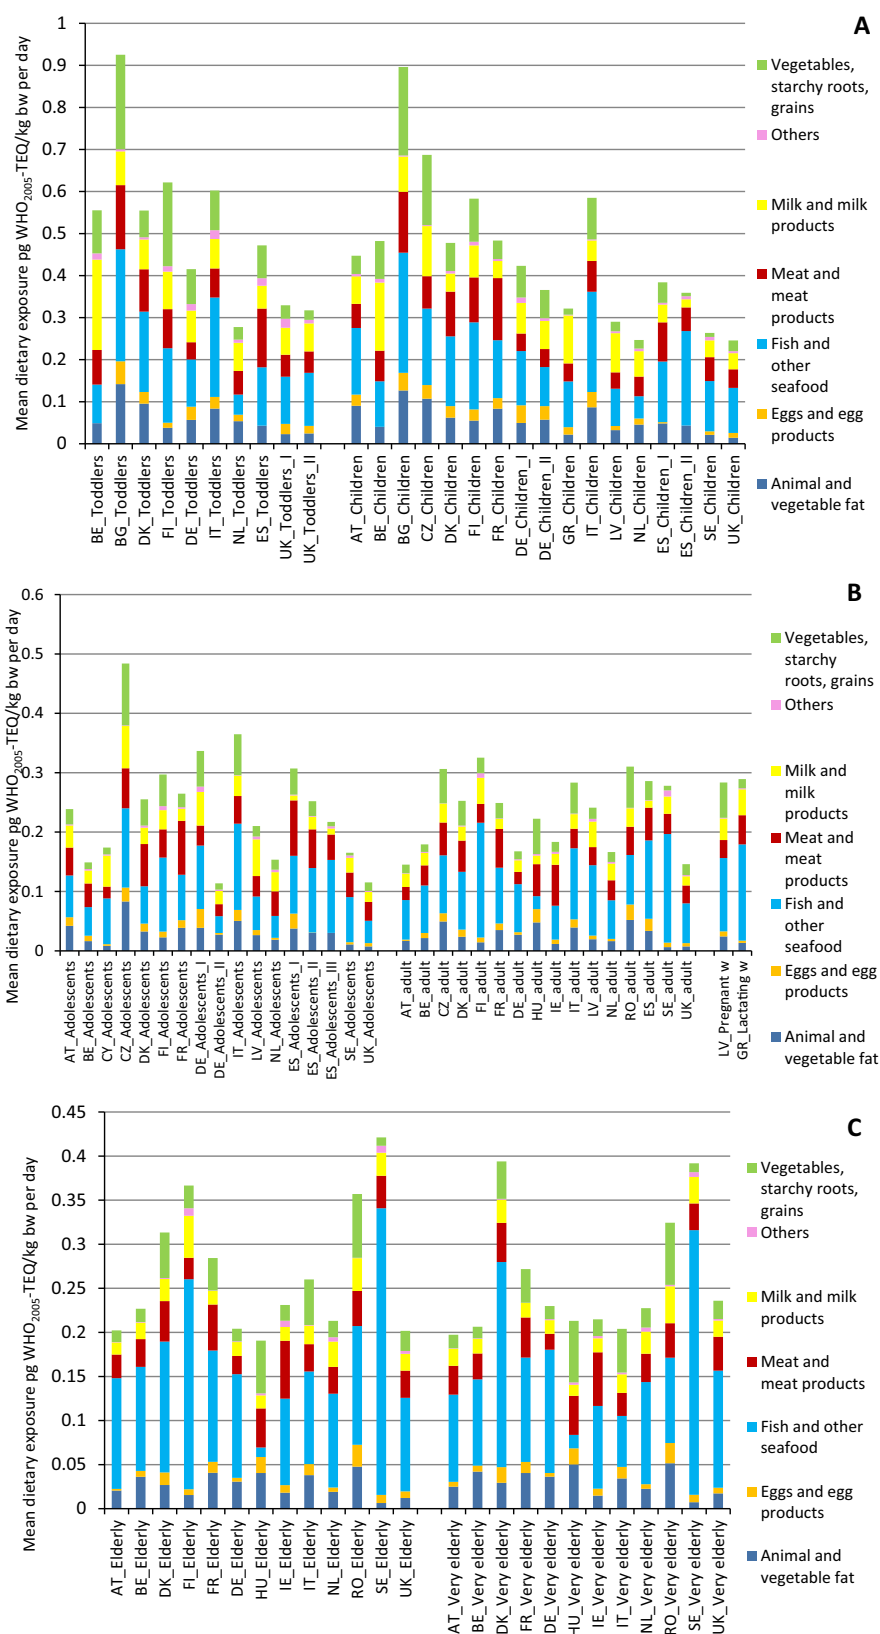 A
Mean dietary exposure pg WHO2005-TEQ/kg bw per day
1
0.9
0.8
0.7
0.6
0.5
0.4
0.3
0.2
0.1
0
BE_Toddlers
BG_Toddlers
DK_Toddlers
FI_Toddlers
DE_Toddlers
IT_Toddlers
NL_Toddlers
ES_Toddlers
UK_Toddlers_I
UK_Toddlers_II
AT_Children
BE_Children
BG_Children
CZ_Children
DK_Children
FI_Children
FR_Children
DE_Children_I
DE_Children_II
GR_Children
IT_Children
LV_Children
NL_Children
ES_Children_I
ES_Children_II
SE_Children
UK_Children
Vegetables,
starchy roots,
grains
Others
Milk and milk
products
Meat and
meat
products
Fish and
other
seafood
Eggs and egg
products
Animal and
vegetable fat
B
Mean dietary exposure pg WHO2005-TEQ/kg bw per day
0.6
0.5
0.4
0.3
0.2
0.1
0
AT_Adolescents
BE_Adolescents
CY_Adolescents
CZ_Adolescents
DK_Adolescents
FI_Adolescents
FR_Adolescents
DE_Adolescents_I
DE_Adolescents_II
IT_Adolescents
LV_Adolescents
NL_Adolescents
ES_Adolescents_I
ES_Adolescents_II
ES_Adolescents_III
SE_Adolescents
UK_Adolescents
AT_adult
BE_adult
CZ_adult
DK_adult
FI_adult
FR_adult
DE_adult
HU_adult
IE_adult
IT_adult
LV_adult
NL_adult
RO_adult
ES_adult
SE_adult
UK_adult
LV_Pregnant w
GR_Lactating w
Vegetables,
starchy
roots, grains
Others
Milk and
milk
products
Meat and
meat
products
Fish and
other
seafood
Eggs and egg
products
Animal and
vegetable fat
C
Mean dietary exposure pg WHO2005-TEQ/kg bw per day
0.45
0.4
0.35
0.3
0.25
0.2
0.15
0.1
0.05
0
AT_Elderly
BE_Elderly
DK_Elderly
FI_Elderly
FR_Elderly
DE_Elderly
HU_Elderly
IE_Elderly
IT_Elderly
NL_Elderly
RO_Elderly
SE_Elderly
UK_Elderly
AT_Very elderly
BE_Very elderly
DK_Very elderly
FR_Very elderly
DE_Very elderly
HU_Very elderly
IE_Very elderly
IT_Very elderly
NL_Very elderly
RO_Very elderly
SE_Very elderly
UK_Very elderly
Vegetables,
starchy roots,
grains
Others
Milk and milk
products
Meat and
meat products
Fish and other
seafood
Eggs and egg
products
Animal and
vegetable fat